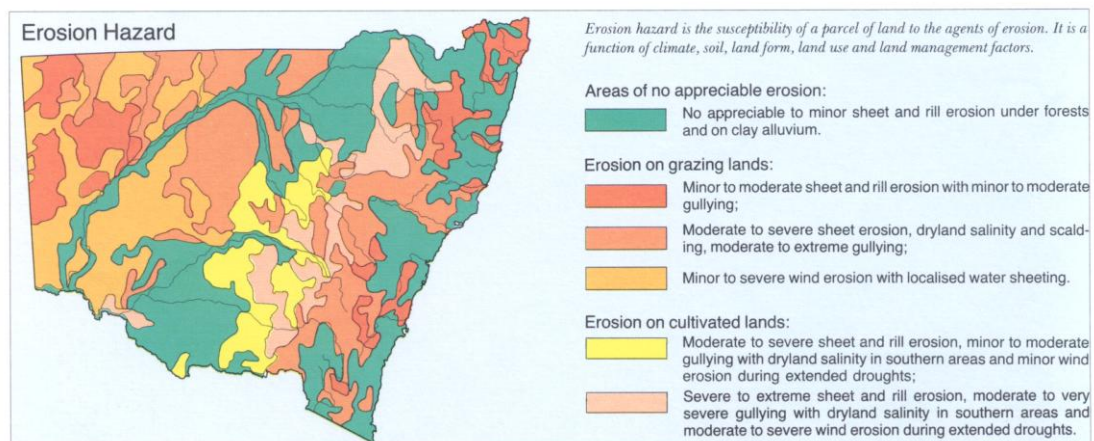 Erosion Hazard
Erosion hazard is the susceptibility of a parcel of land to the agents of erosion. It is a
function of climate, soil, land form, land use and land management factors.
Areas of no appreciable erosion:
No appreciable to minor sheet and rill erosion under forests
and on clay alluvium.
Erosion on grazing lands:
Minor to moderate sheet and rill erosion with minor to moderate
gullying;
Moderate to severe sheet erosion, dryland salinity and scald-
ing, moderate to extreme gullying;
Minor to severe wind erosion with localised water sheeting.
Erosion on cultivated lands:
Moderate to severe sheet and rill erosion, minor to moderate
gullying with dryland salinity in southern areas and minor wind
erosion during extended droughts;
Severe to extreme sheet and rill erosion, moderate to very
severe gullying with dryland salinity in southern areas and
moderate to severe wind erosion during extended droughts.